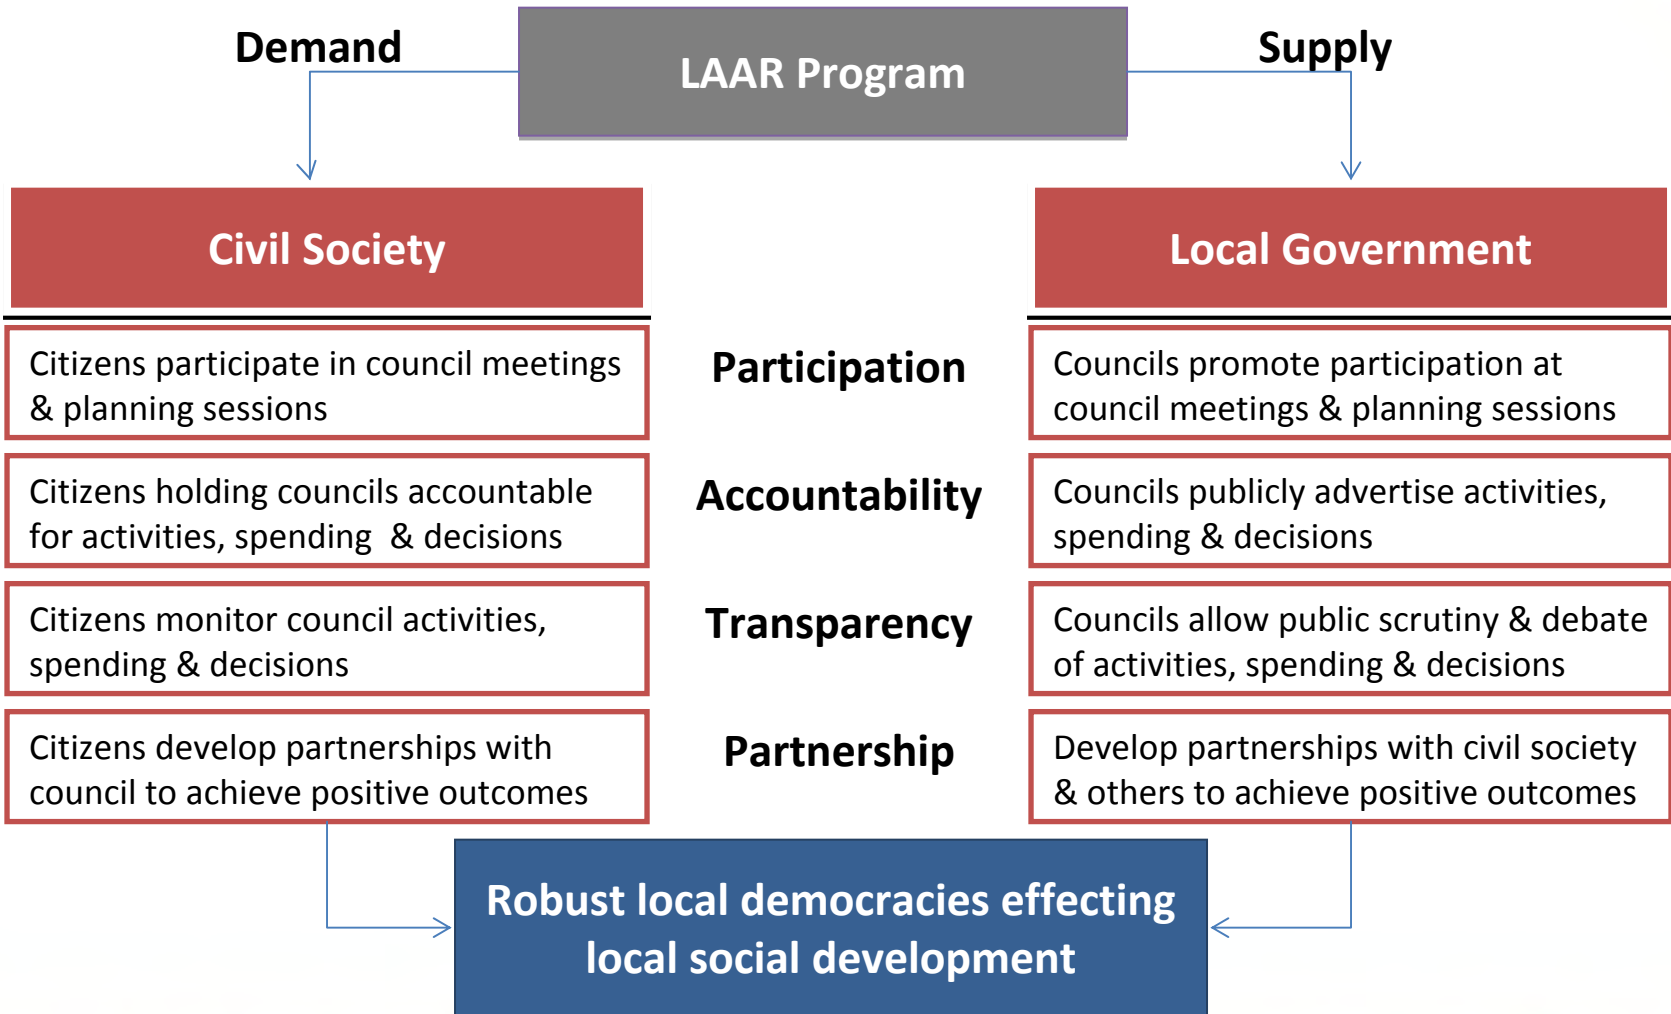 Demand
LAAR Program
Supply
Civil Society
Local Government
Citizens participate in council meetings
& planning sessions
Participation
Councils promote participation at
council meetings & planning sessions
Citizens holding councils accountable
for activities, spending  & decisions
Accountability
Councils publicly advertise activities,
spending & decisions
Citizens monitor council activities,
spending & decisions
Transparency
Councils allow public scrutiny & debate
of activities, spending & decisions
Citizens develop partnerships with
council to achieve positive outcomes
Partnership
Develop partnerships with civil society
& others to achieve positive outcomes
Robust local democracies effecting
local social development